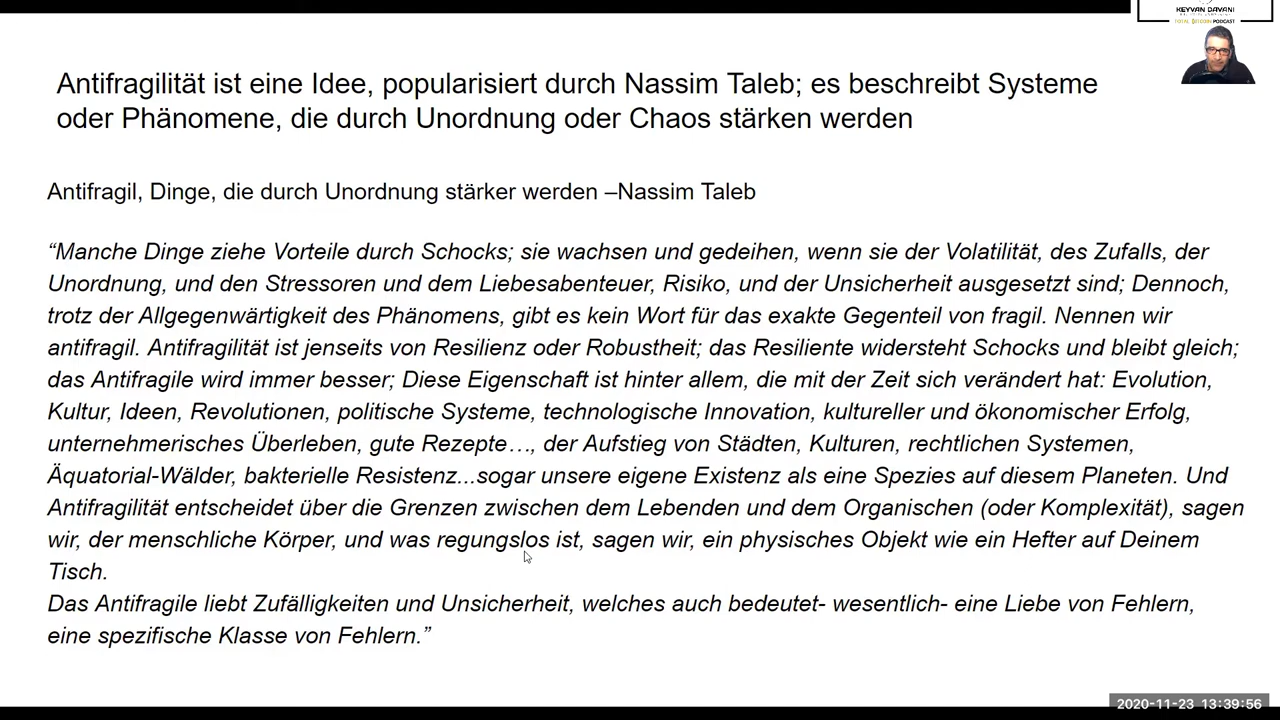 KEYVAN DAVANI
TOTAL BITCOIN PODCAST
Antifragilität ist eine Idee, popularisiert durch Nassim Taleb; es beschreibt Systeme
oder Phänomene, die durch Unordnung oder Chaos stärken werden
Antifragil, Dinge, die durch Unordnung stärker werden –Nassim Taleb
“Manche Dinge ziehe Vorteile durch Schocks; sie wachsen und gedeihen, wenn sie der Volatilität, des Zufalls, der
Unordnung, und den Stressoren und dem Liebesabenteuer, Risiko, und der Unsicherheit ausgesetzt sind; Dennoch,
trotz der Allgegenwärtigkeit des Phänomens, gibt es kein Wort für das exakte Gegenteil von fragil. Nennen wir
antifragil. Antifragilität ist jenseits von Resilienz oder Robustheit; das Resiliente widersteht Schocks und bleibt gleich;
das Antifragile wird immer besser; Diese Eigenschaft ist hinter allem, die mit der Zeit sich verändert hat: Evolution,
Kultur, Ideen, Revolutionen, politische Systeme, technologische Innovation, kultureller und ökonomischer Erfolg,
unternehmerisches Überleben, gute Rezepte…, der Aufstieg von Städten, Kulturen, rechtlichen Systemen,
Äquatorial-Wälder, bakterielle Resistenz...sogar unsere eigene Existenz als eine Spezies auf diesem Planeten. Und
Antifragilität entscheidet über die Grenzen zwischen dem Lebenden und dem Organischen (oder Komplexität), sagen
wir, der menschliche Körper, und was regungslos ist, sagen wir, ein physisches Objekt wie ein Hefter auf Deinem
Tisch.
Das Antifragile liebt Zufälligkeiten und Unsicherheit, welches auch bedeutet- wesentlich- eine Liebe von Fehlern,
eine spezifische Klasse von Fehlern.”
2020-11-23 13:39:56